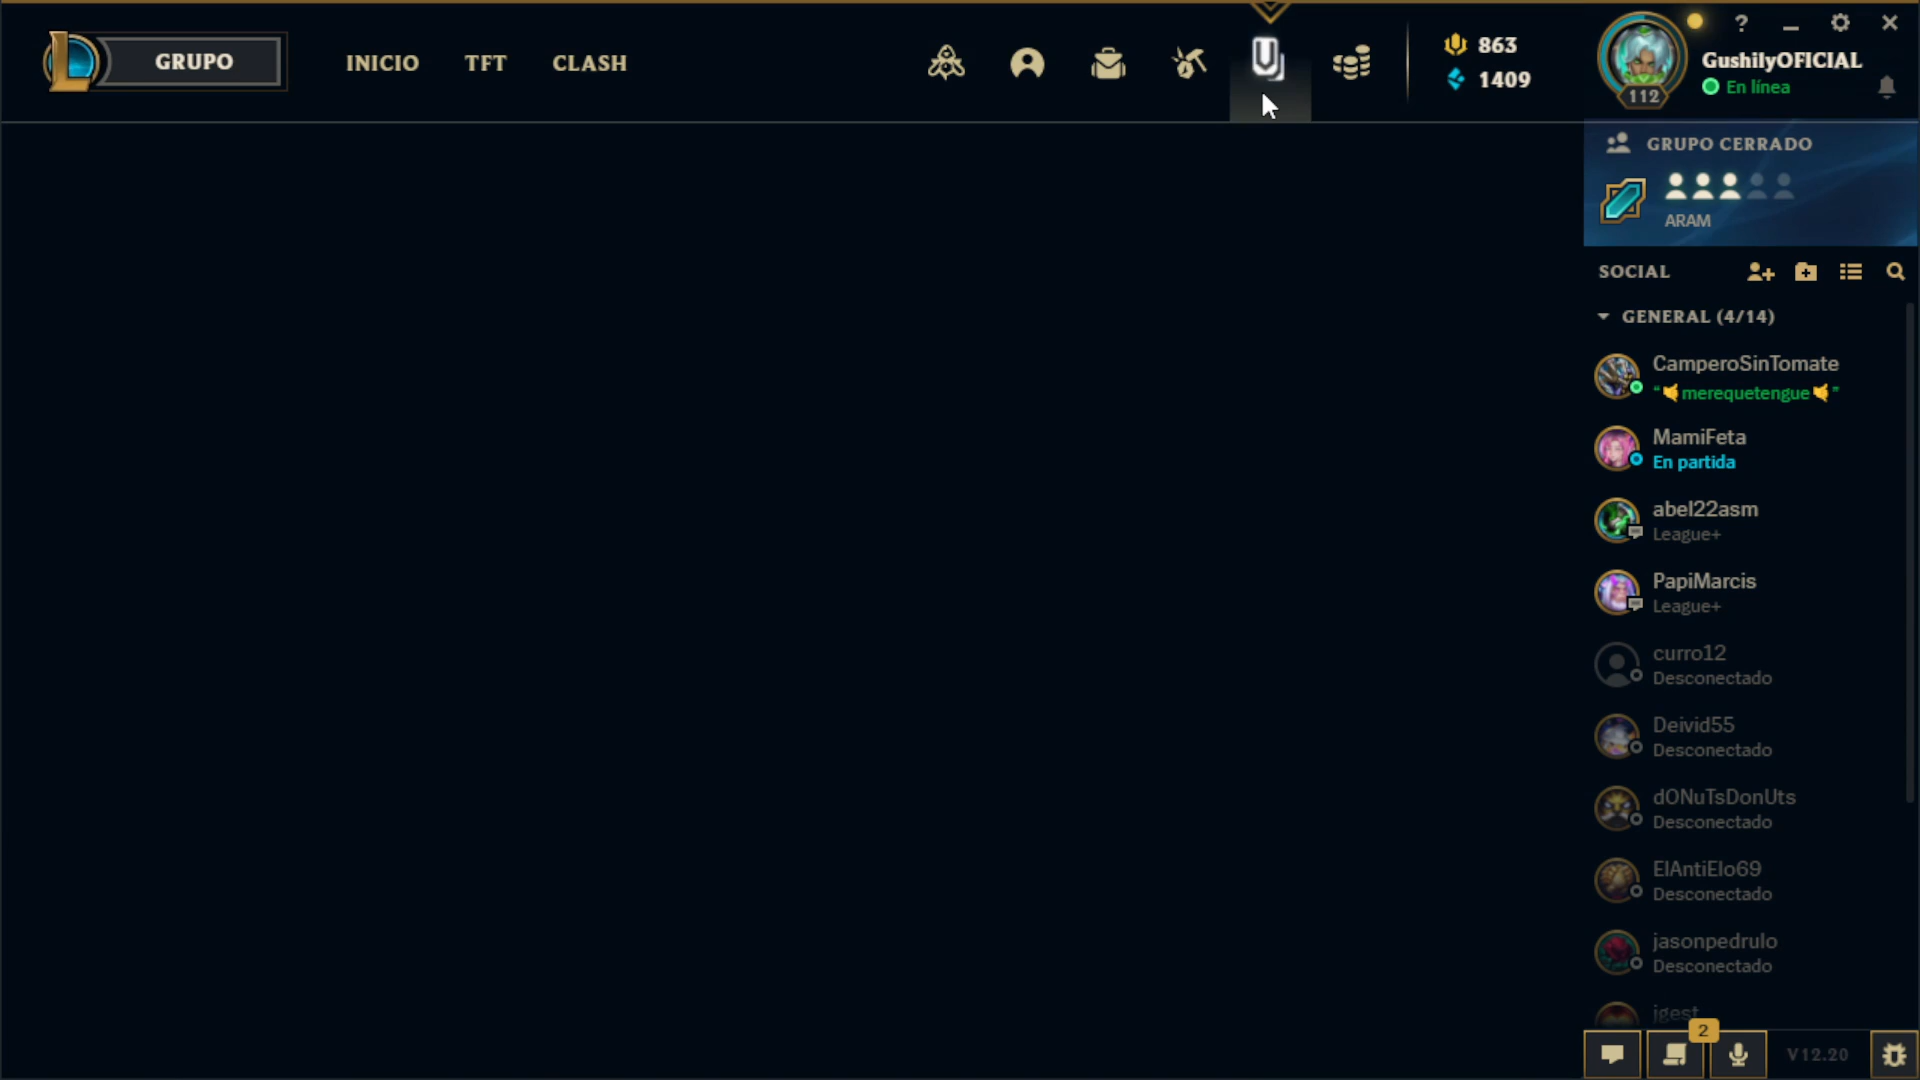 GRUPO
INICIO
TFT
CLASH
863
1409
?
112
GushilyOFICIAL
En línea
GRUPO CERRADO
ARAM
SOCIAL
GENERAL (4/14)
CamperoSinTomate
“🤙merequetengue🤙”
MamiFeta
En partida
abel22asm
League+
PapiMarcis
League+
curro12
Desconectado
Deivid55
Desconectado
dONuTsDonUts
Desconectado
ElAntiElo69
Desconectado
jasonpedrulo
Desconectado
jgest
2
V12.20